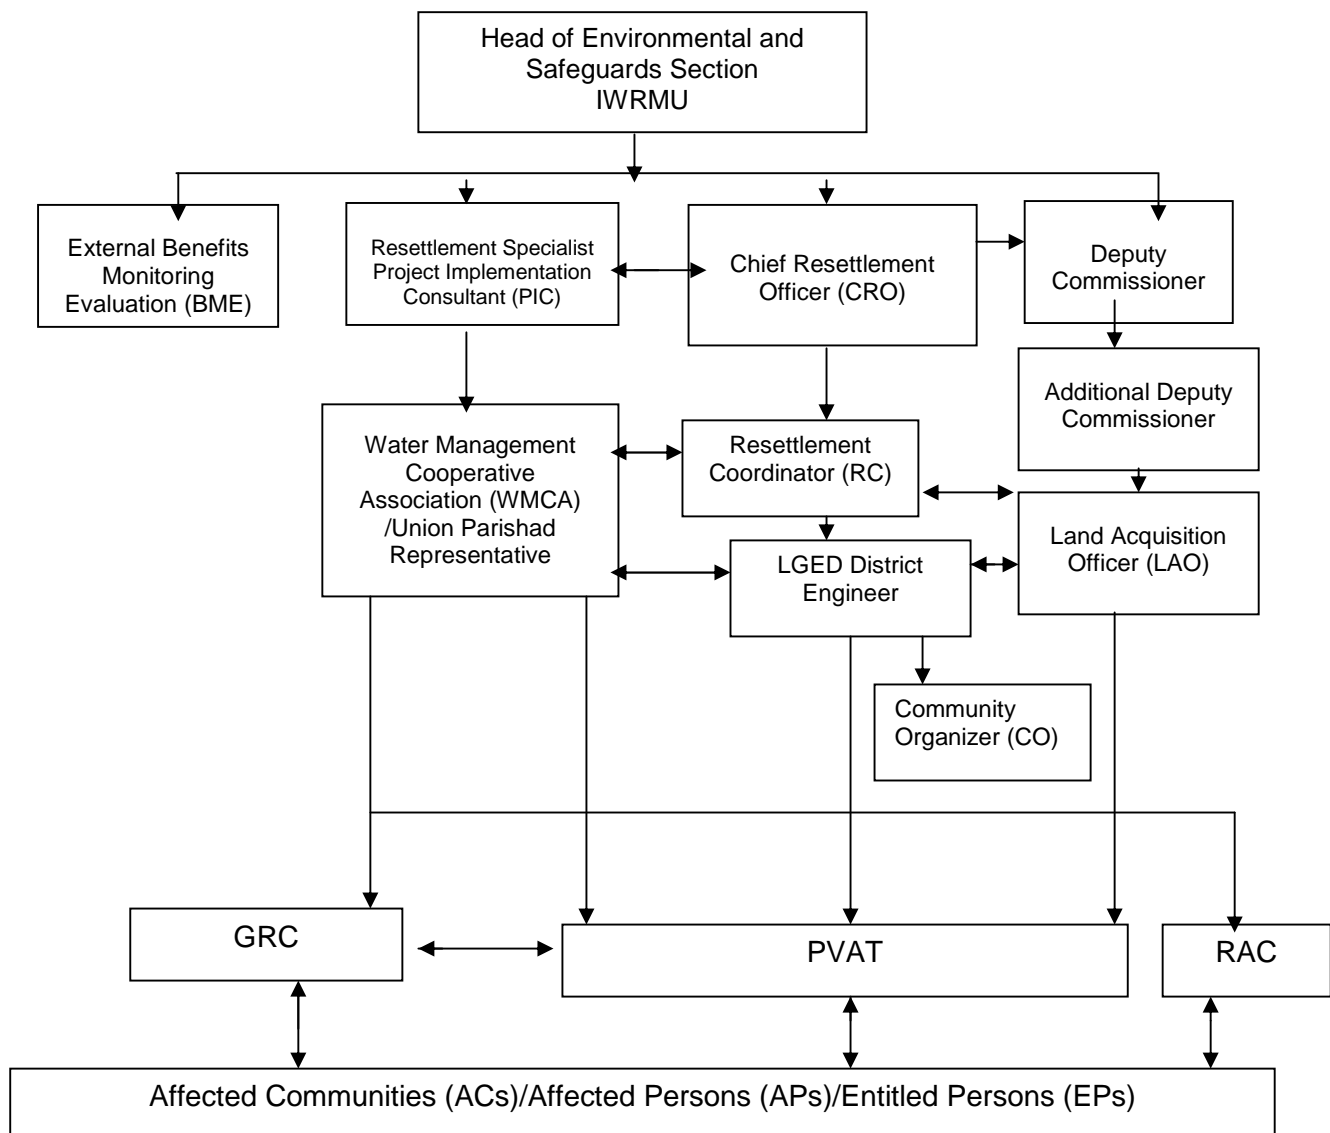 Head of Environmental and
Safeguards Section
IWRMU
External Benefits
Monitoring
Evaluation (BME)
Resettlement Specialist
Project Implementation
Consultant (PIC)
Chief Resettlement
Officer (CRO)
Deputy
Commissioner
Additional Deputy
Commissioner
Water Management
Cooperative
Association (WMCA)
/Union Parishad
Representative
Resettlement
Coordinator (RC)
Land Acquisition
Officer (LAO)
LGED District
Engineer
Community
Organizer (CO)
GRC
PVAT
RAC
Affected Communities (ACs)/Affected Persons (APs)/Entitled Persons (EPs)